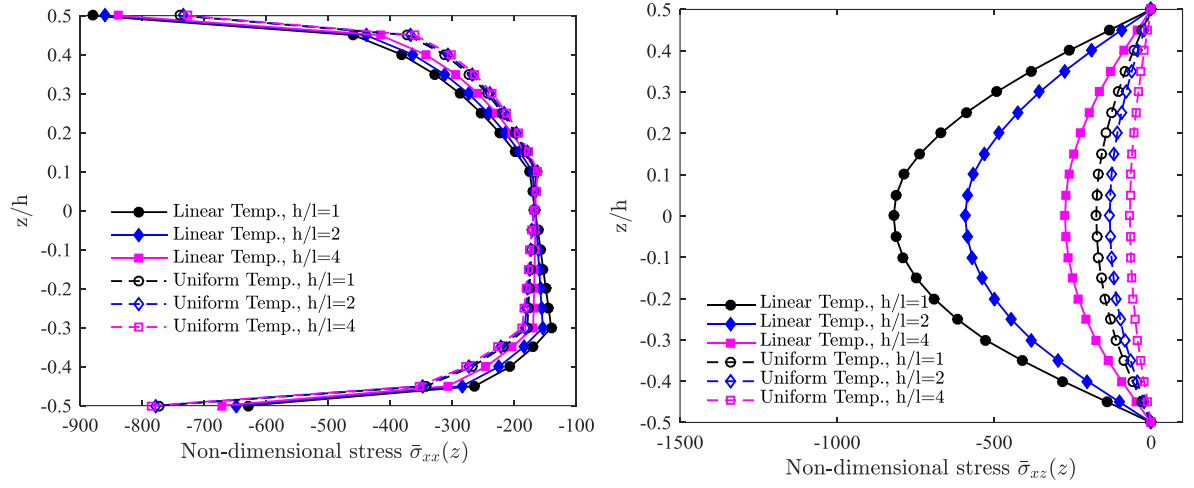 0.5
0.4
0.3
0.2
0.1
0
-0.1
-0.2
-0.3
-0.4
-0.5
z/h
Linear Temp., h/l=1
Linear Temp., h/l=2
Linear Temp., h/l=4
Uniform Temp., h/l=1
Uniform Temp., h/l=2
Uniform Temp., h/l=4
-900 -800 -700 -600 -500 -400 -300 -200 -100
Non-dimensional stress σ̄xx(z)
0.5
0.4
0.3
0.2
0.1
0
-0.1
-0.2
-0.3
-0.4
-0.5
z/h
Linear Temp., h/l=1
Linear Temp., h/l=2
Linear Temp., h/l=4
Uniform Temp., h/l=1
Uniform Temp., h/l=2
Uniform Temp., h/l=4
-1500 -1000 -500 0
Non-dimensional stress σ̄xz(z)